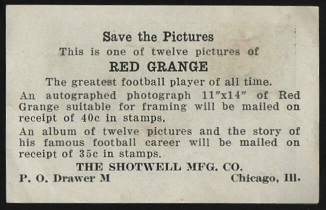 Save the Pictures
This is one of twelve pictures of
RED GRANGE
The greatest football player of all time.
An autographed photograph 11"x14" of Red
Grange suitable for framing will be mailed on
receipt of 40c in stamps.
An album of twelve pictures and the story of
his famous football career will be mailed on
receipt of 35c in stamps.
THE SHOTWELL MFG. CO.
P. O. Drawer M Chicago, Ill.